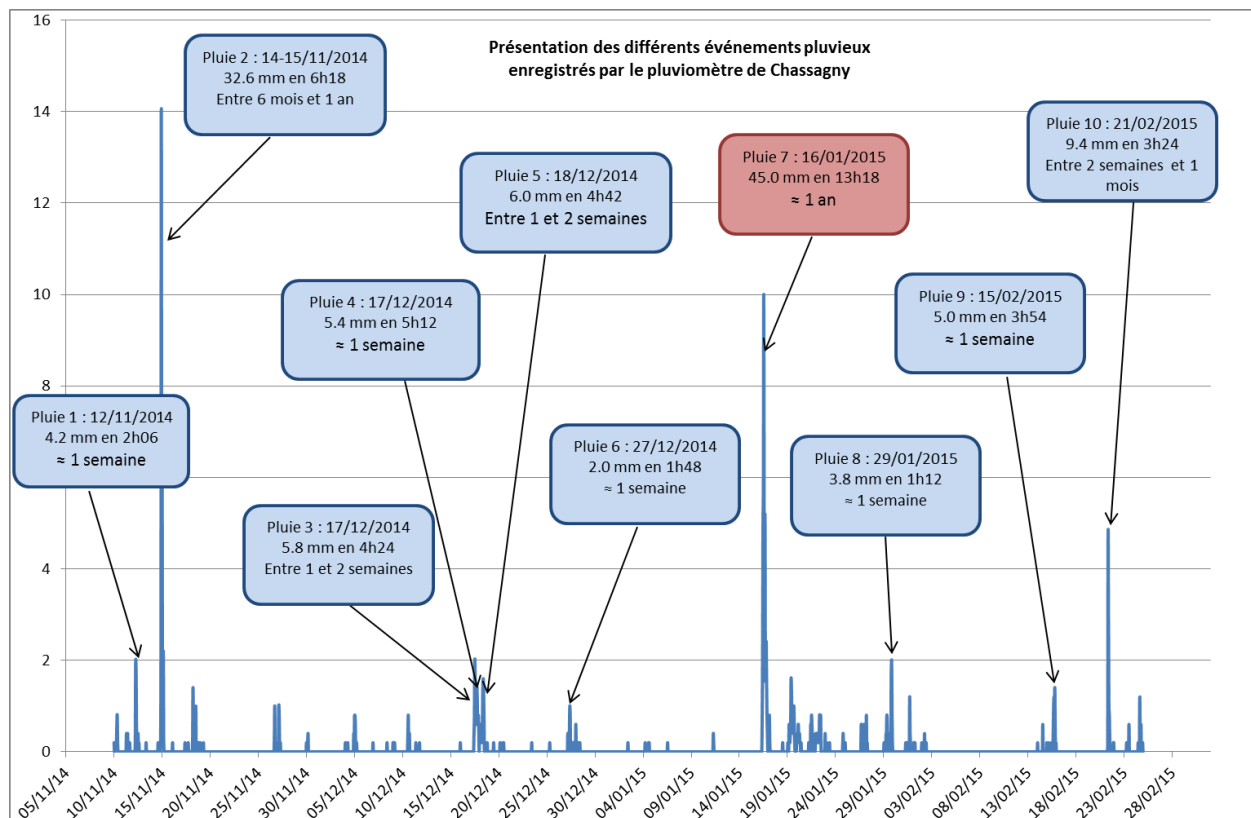 Présentation des différents événements pluvieux
enregistrés par le pluviomètre de Chassagny
16
14
12
10
8
6
4
2
0
Pluie 1 : 12/11/2014
4.2 mm en 2h06
≈ 1 semaine
Pluie 2 : 14-15/11/2014
32.6 mm en 6h18
Entre 6 mois et 1 an
Pluie 3 : 17/12/2014
5.8 mm en 4h24
Entre 1 et 2 semaines
Pluie 4 : 17/12/2014
5.4 mm en 5h12
≈ 1 semaine
Pluie 5 : 18/12/2014
6.0 mm en 4h42
Entre 1 et 2 semaines
Pluie 6 : 27/12/2014
2.0 mm en 1h48
≈ 1 semaine
Pluie 7 : 16/01/2015
45.0 mm en 13h18
≈ 1 an
Pluie 8 : 29/01/2015
3.8 mm en 1h12
≈ 1 semaine
Pluie 9 : 15/02/2015
5.0 mm en 3h54
≈ 1 semaine
Pluie 10 : 21/02/2015
9.4 mm en 3h24
Entre 2 semaines et 1
mois
05/11/14
10/11/14
15/11/14
20/11/14
25/11/14
30/11/14
05/12/14
10/12/14
15/12/14
20/12/14
25/12/14
30/12/14
04/01/15
09/01/15
14/01/15
19/01/15
24/01/15
29/01/15
03/02/15
08/02/15
13/02/15
18/02/15
23/02/15
28/02/15